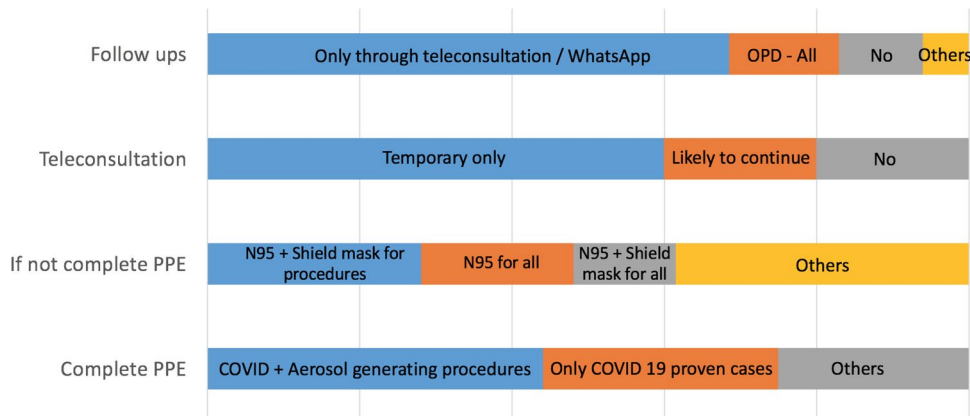 Follow ups
Only through teleconsultation / WhatsApp
OPD - All
No
Others
Teleconsultation
Temporary only
Likely to continue
No
If not complete PPE
N95 + Shield mask for
procedures
N95 for all
N95 + Shield
mask for all
Others
Complete PPE
COVID + Aerosol generating procedures
Only COVID 19 proven cases
Others